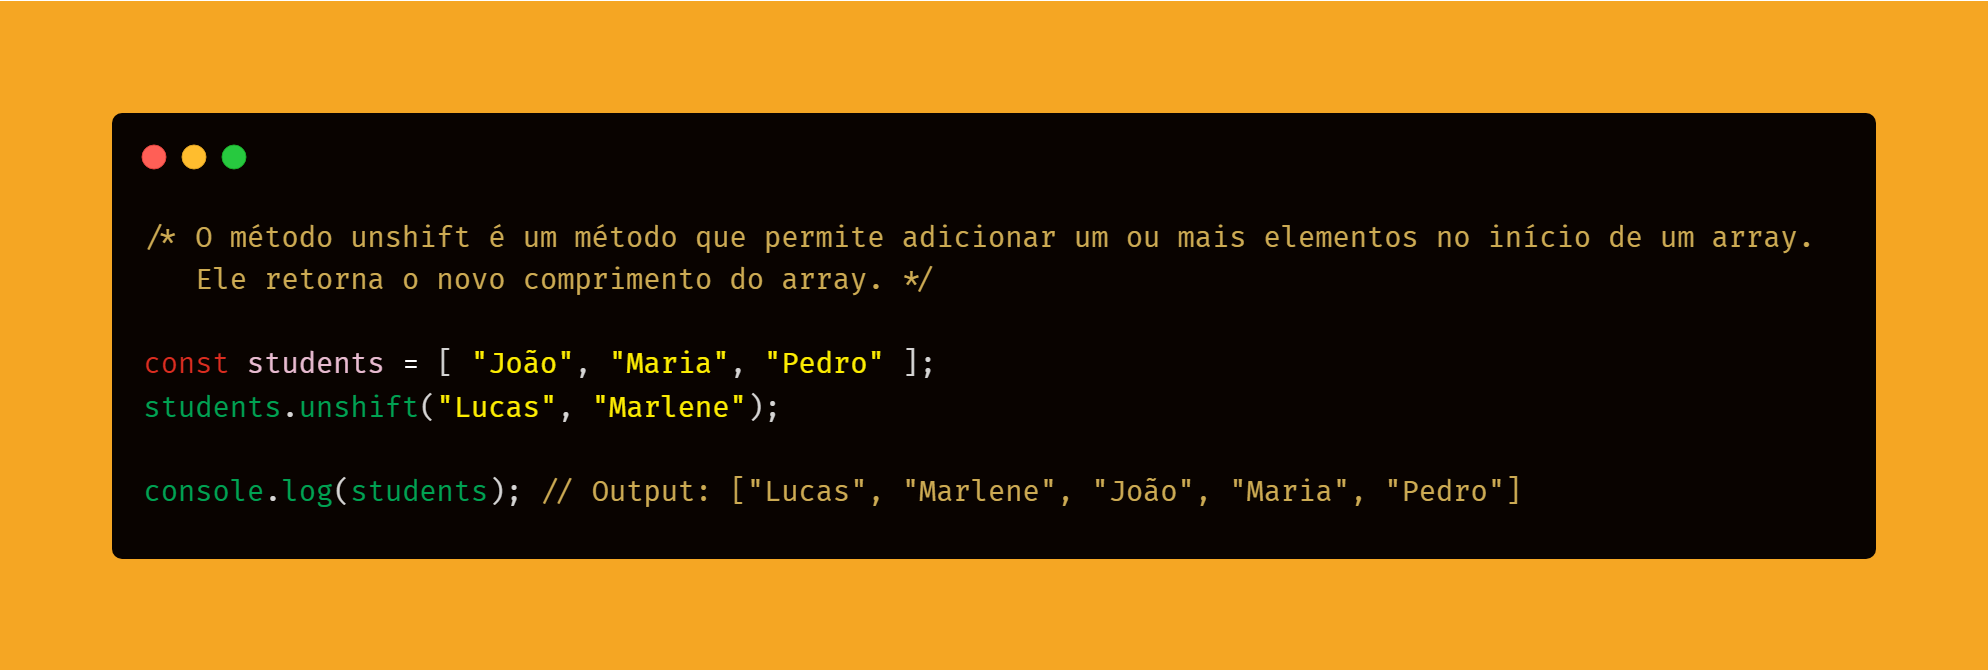 /* O método unshift é um método que permite adicionar um ou mais elementos no início de um array.
Ele retorna o novo comprimento do array. */
const students = [ "João", "Maria", "Pedro" ];
students.unshift("Lucas", "Marlene");
console.log(students); // Output: ["Lucas", "Marlene", "João", "Maria", "Pedro"]